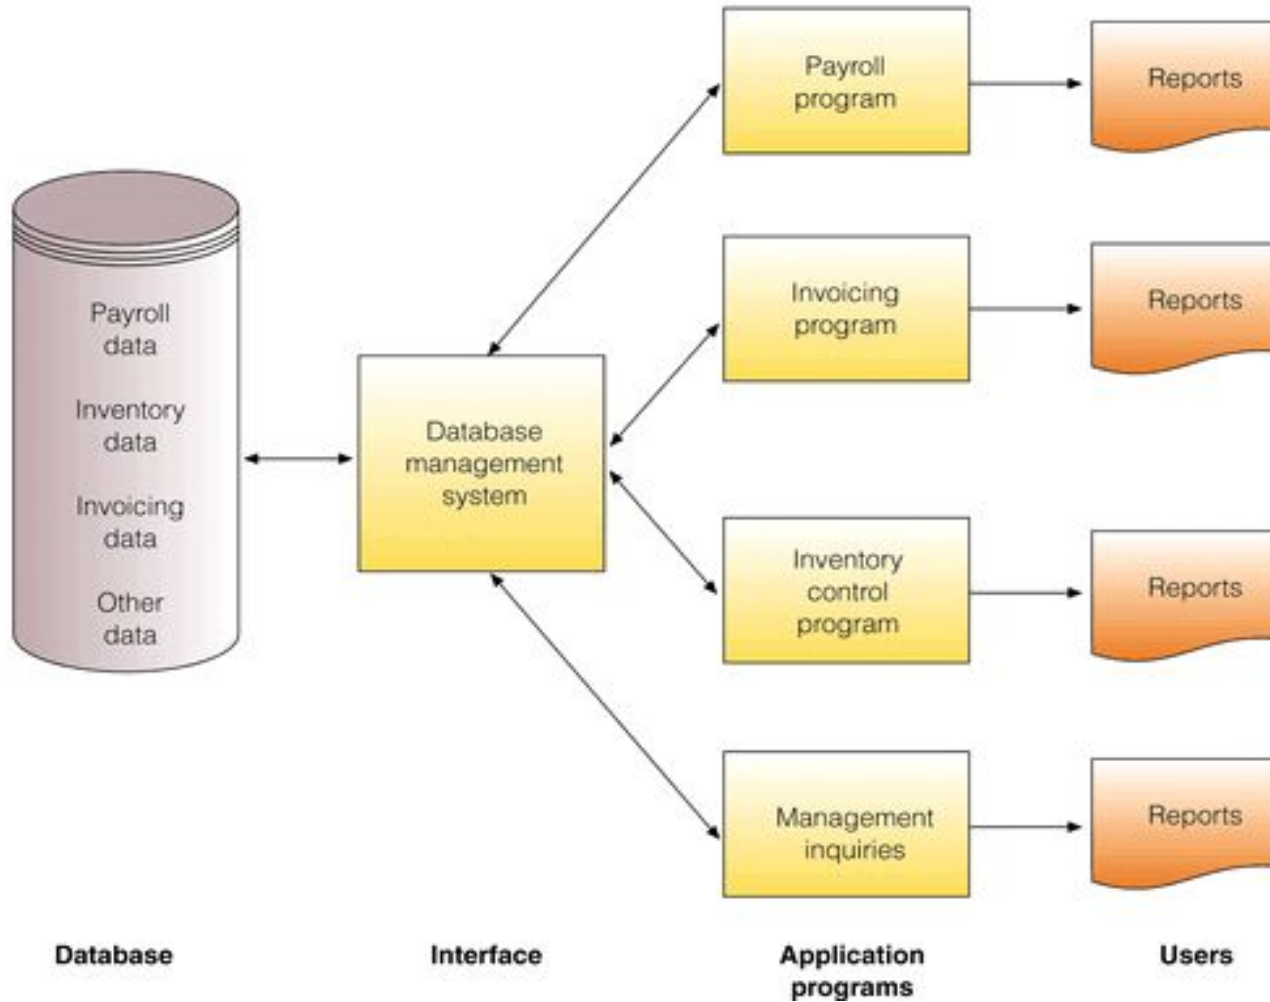 Payroll
data
Inventory
data
Invoicing
data
Other
data
Database
management
system
Payroll
program
Invoicing
program
Inventory
control
program
Management
inquiries
Reports
Reports
Reports
Reports
Database
Interface
Application
programs
Users